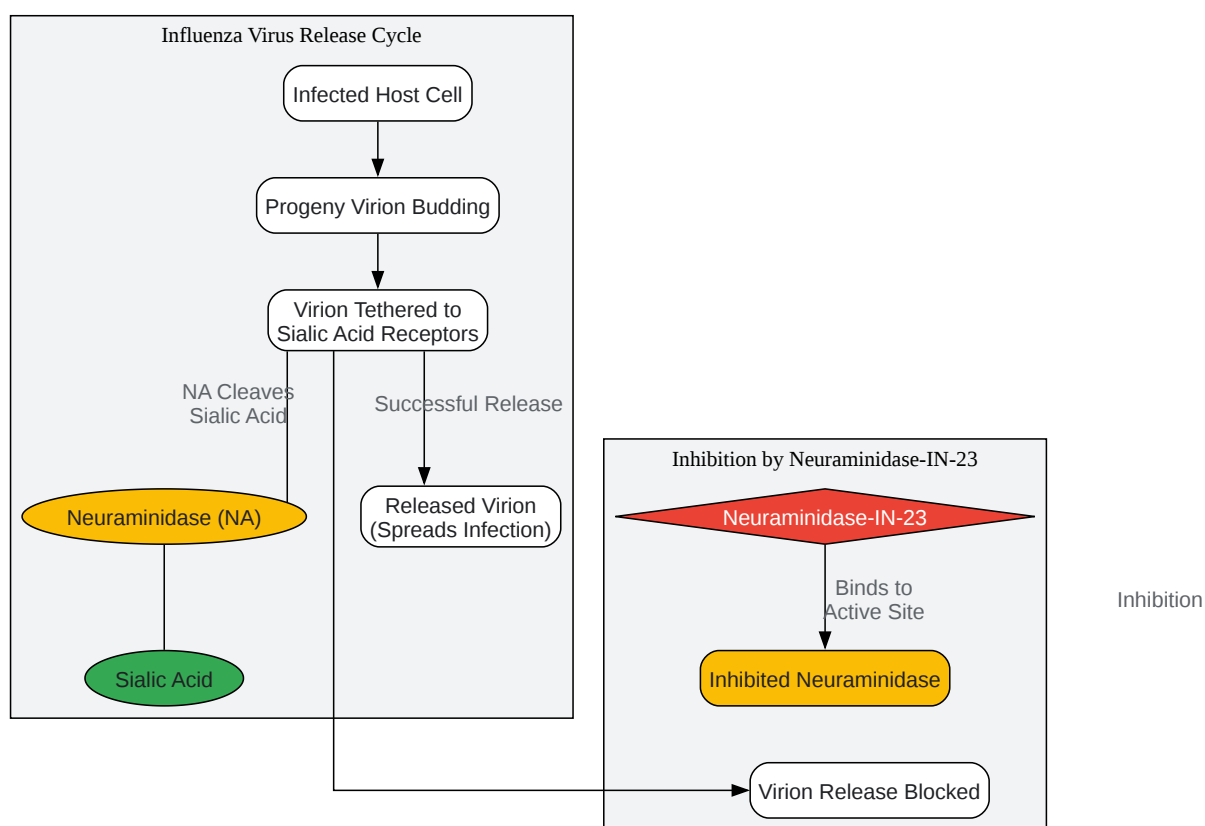 Influenza Virus Release Cycle
Infected Host Cell
Progeny Virion Budding
Virion Tethered to
Sialic Acid Receptors
NA Cleaves
Sialic Acid
Successful Release
Neuraminidase (NA)
Released Virion
(Spreads Infection)
Sialic Acid
Inhibition by Neuraminidase-IN-23
Neuraminidase-IN-23
Binds to
Active Site
Inhibited Neuraminidase
Virion Release Blocked
Inhibition